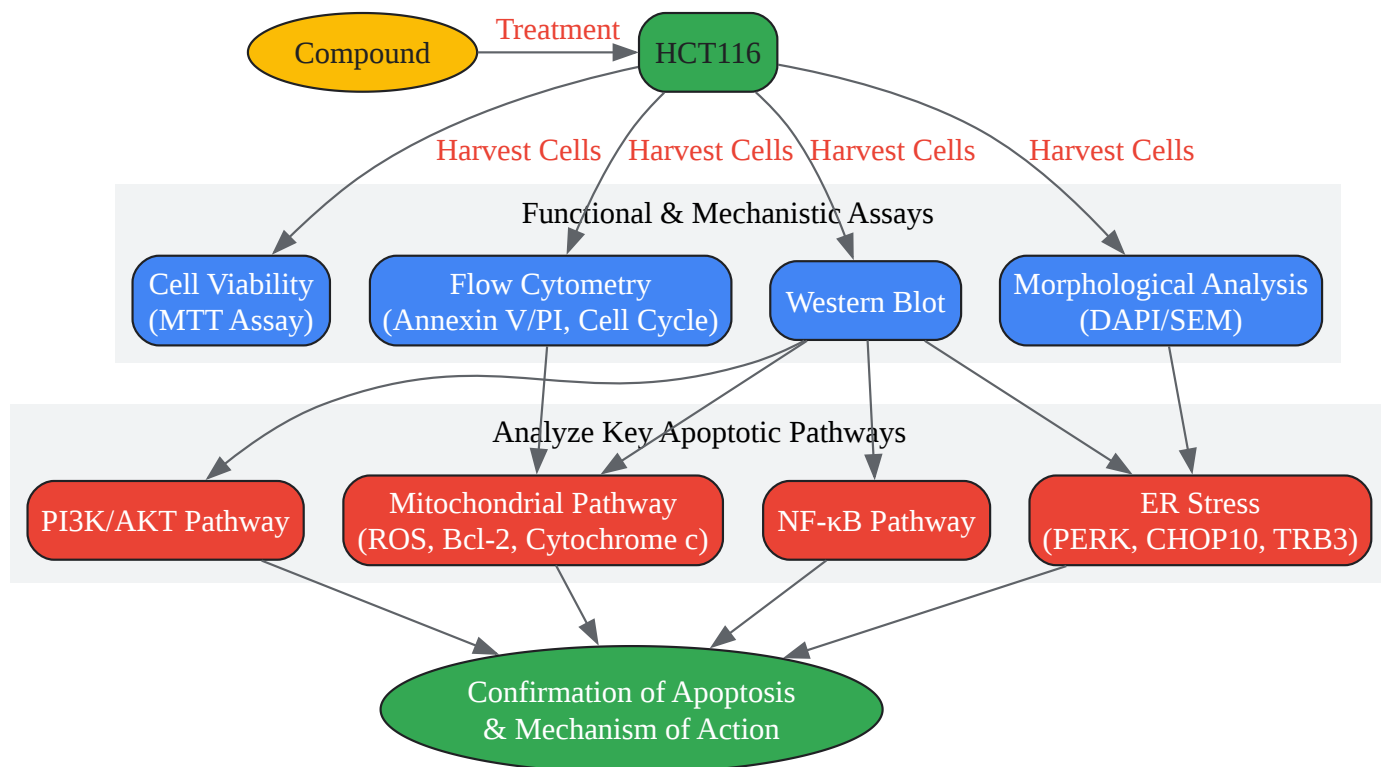 Compound
Treatment
HCT116
Harvest Cells
Harvest Cells
Harvest Cells
Harvest Cells
Functional & Mechanistic Assays
Cell Viability
(MTT Assay)
Flow Cytometry
(Annexin V/PI, Cell Cycle)
Western Blot
Morphological Analysis
(DAPI/SEM)
Analyze Key Apoptotic Pathways
PI3K/AKT Pathway
Mitochondrial Pathway
(ROS, Bcl-2, Cytochrome c)
NF-κB Pathway
ER Stress
(PERK, CHOP10, TRB3)
Confirmation of Apoptosis
& Mechanism of Action